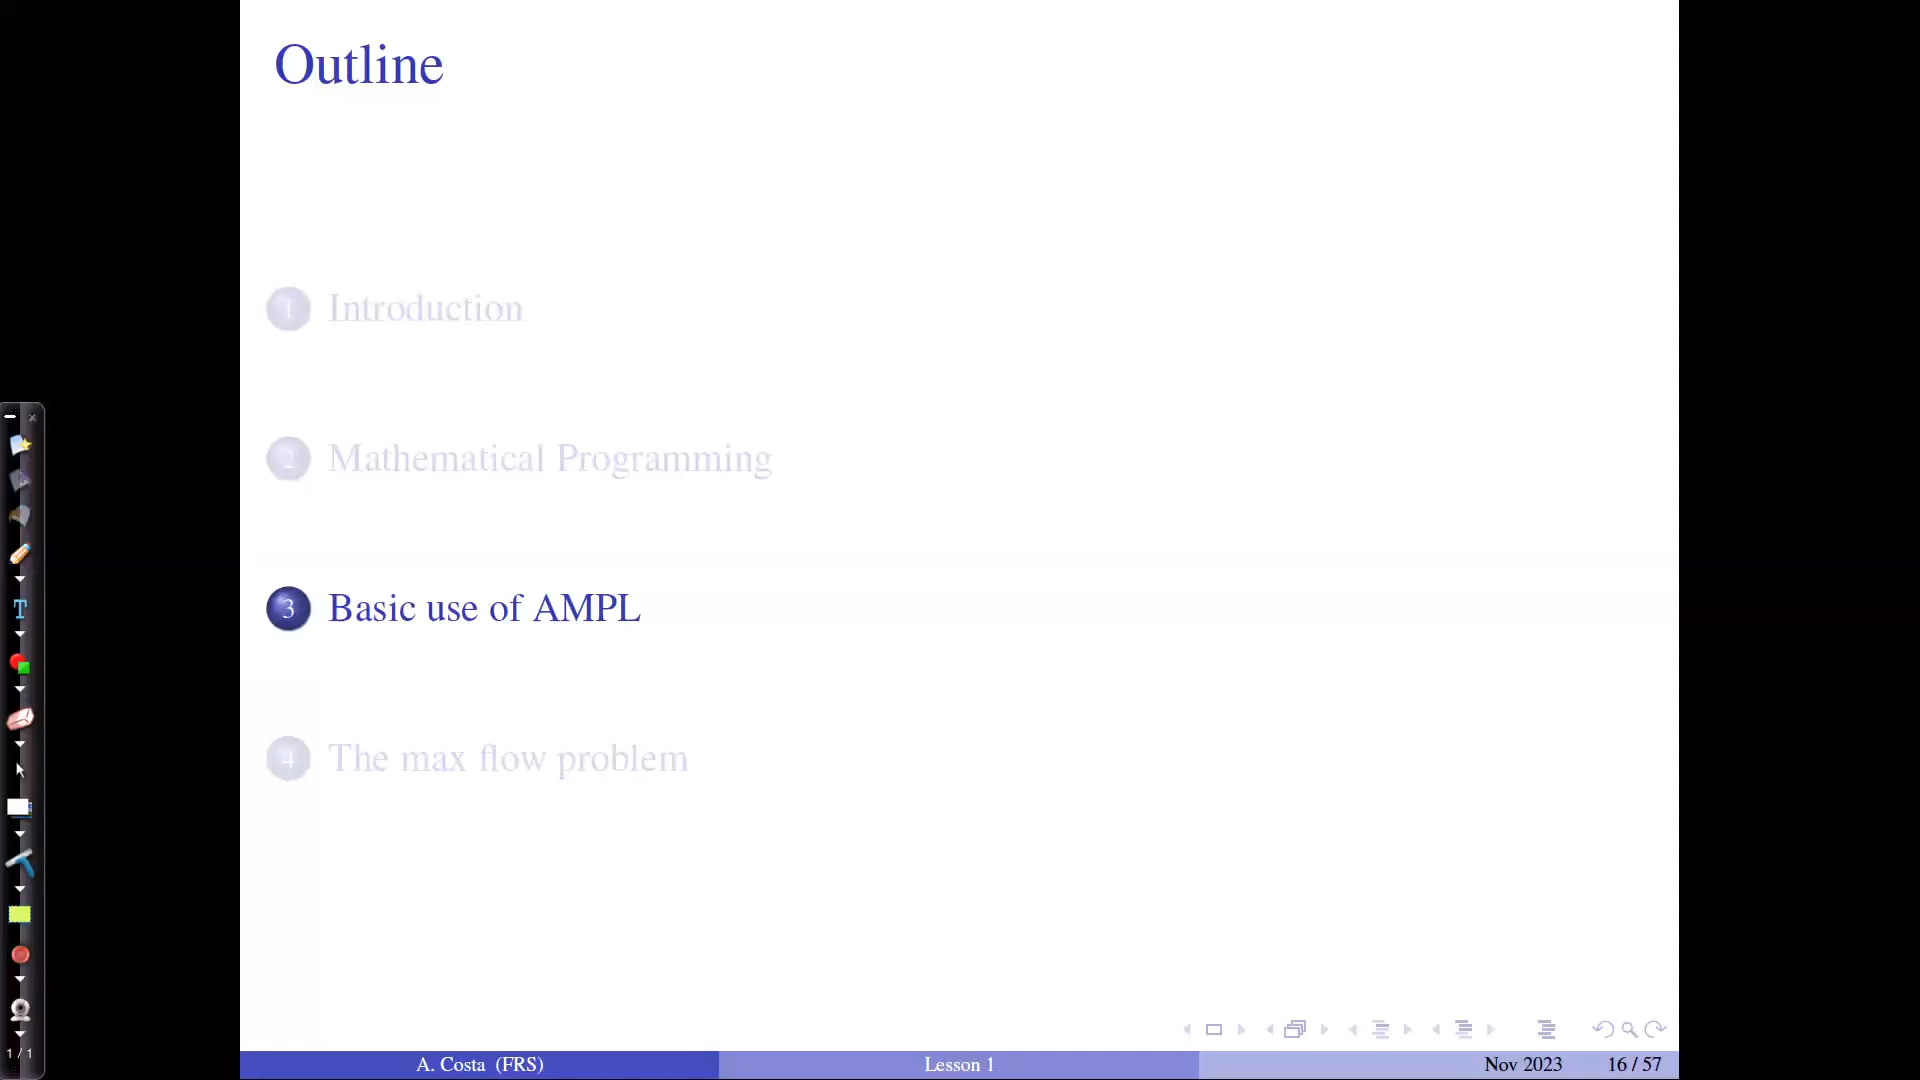 Outline
1 Introduction
2 Mathematical Programming
3 Basic use of AMPL
4 The max flow problem
T
1 / 1
A. Costa (FRS) Lesson 1 Nov 2023 16 / 57